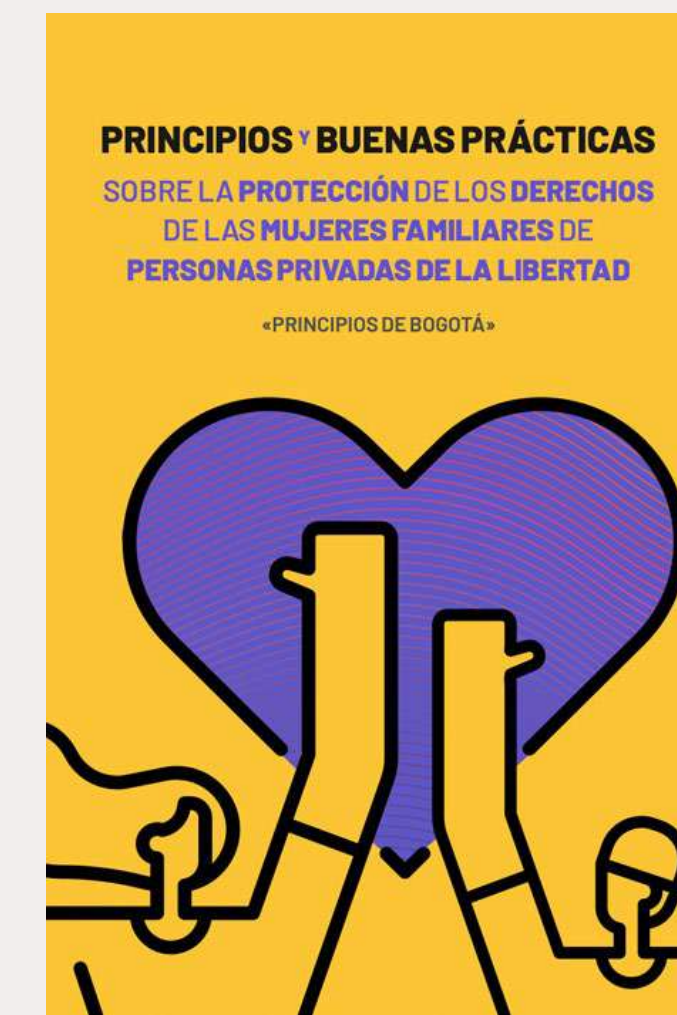 PRINCIPIOS Y BUENAS PRÁCTICAS
SOBRE LA PROTECCIÓN DE LOS DERECHOS
DE LAS MUJERES FAMILIARES DE
PERSONAS PRIVADAS DE LA LIBERTAD
«PRINCIPIOS DE BOGOTÁ»